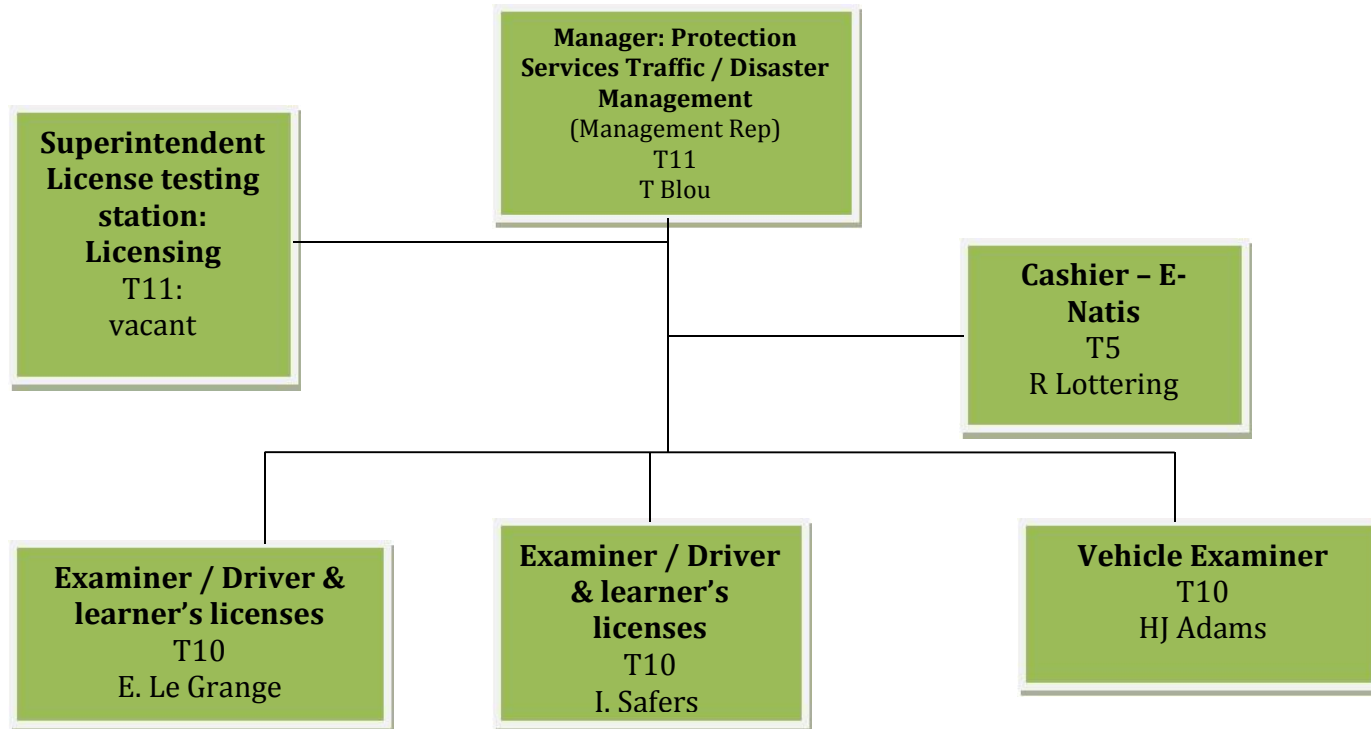 Manager: Protection
Services Traffic / Disaster
Management
(Management Rep)
T11
T Blou
Superintendent
License testing
station:
Licensing
T11:
vacant
Cashier – E-
Natis
T5
R Lottering
Examiner / Driver &
learner’s licenses
T10
E. Le Grange
Examiner / Driver
& learner’s
licenses
T10
I. Safers
Vehicle Examiner
T10
HJ Adams